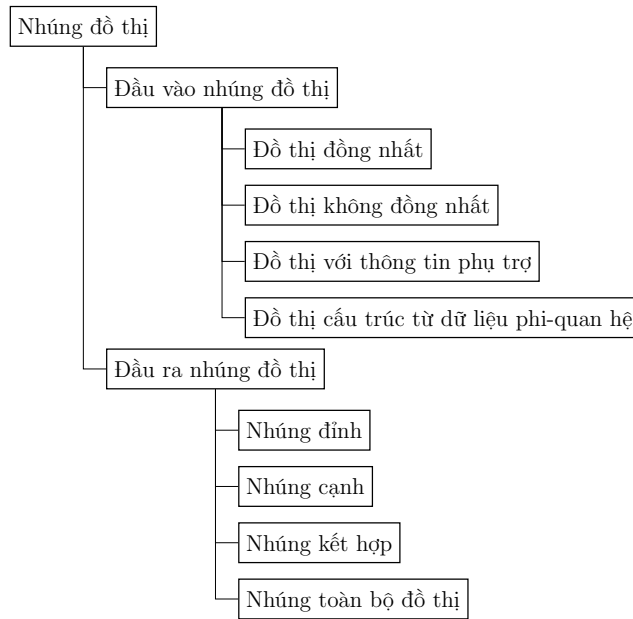 Nhúng đồ thị
Đầu vào nhúng đồ thị
Đồ thị đồng nhất
Đồ thị không đồng nhất
Đồ thị với thông tin phụ trợ
Đồ thị cấu trúc từ dữ liệu phi-quan hệ
Đầu ra nhúng đồ thị
Nhúng đỉnh
Nhúng cạnh
Nhúng kết hợp
Nhúng toàn bộ đồ thị